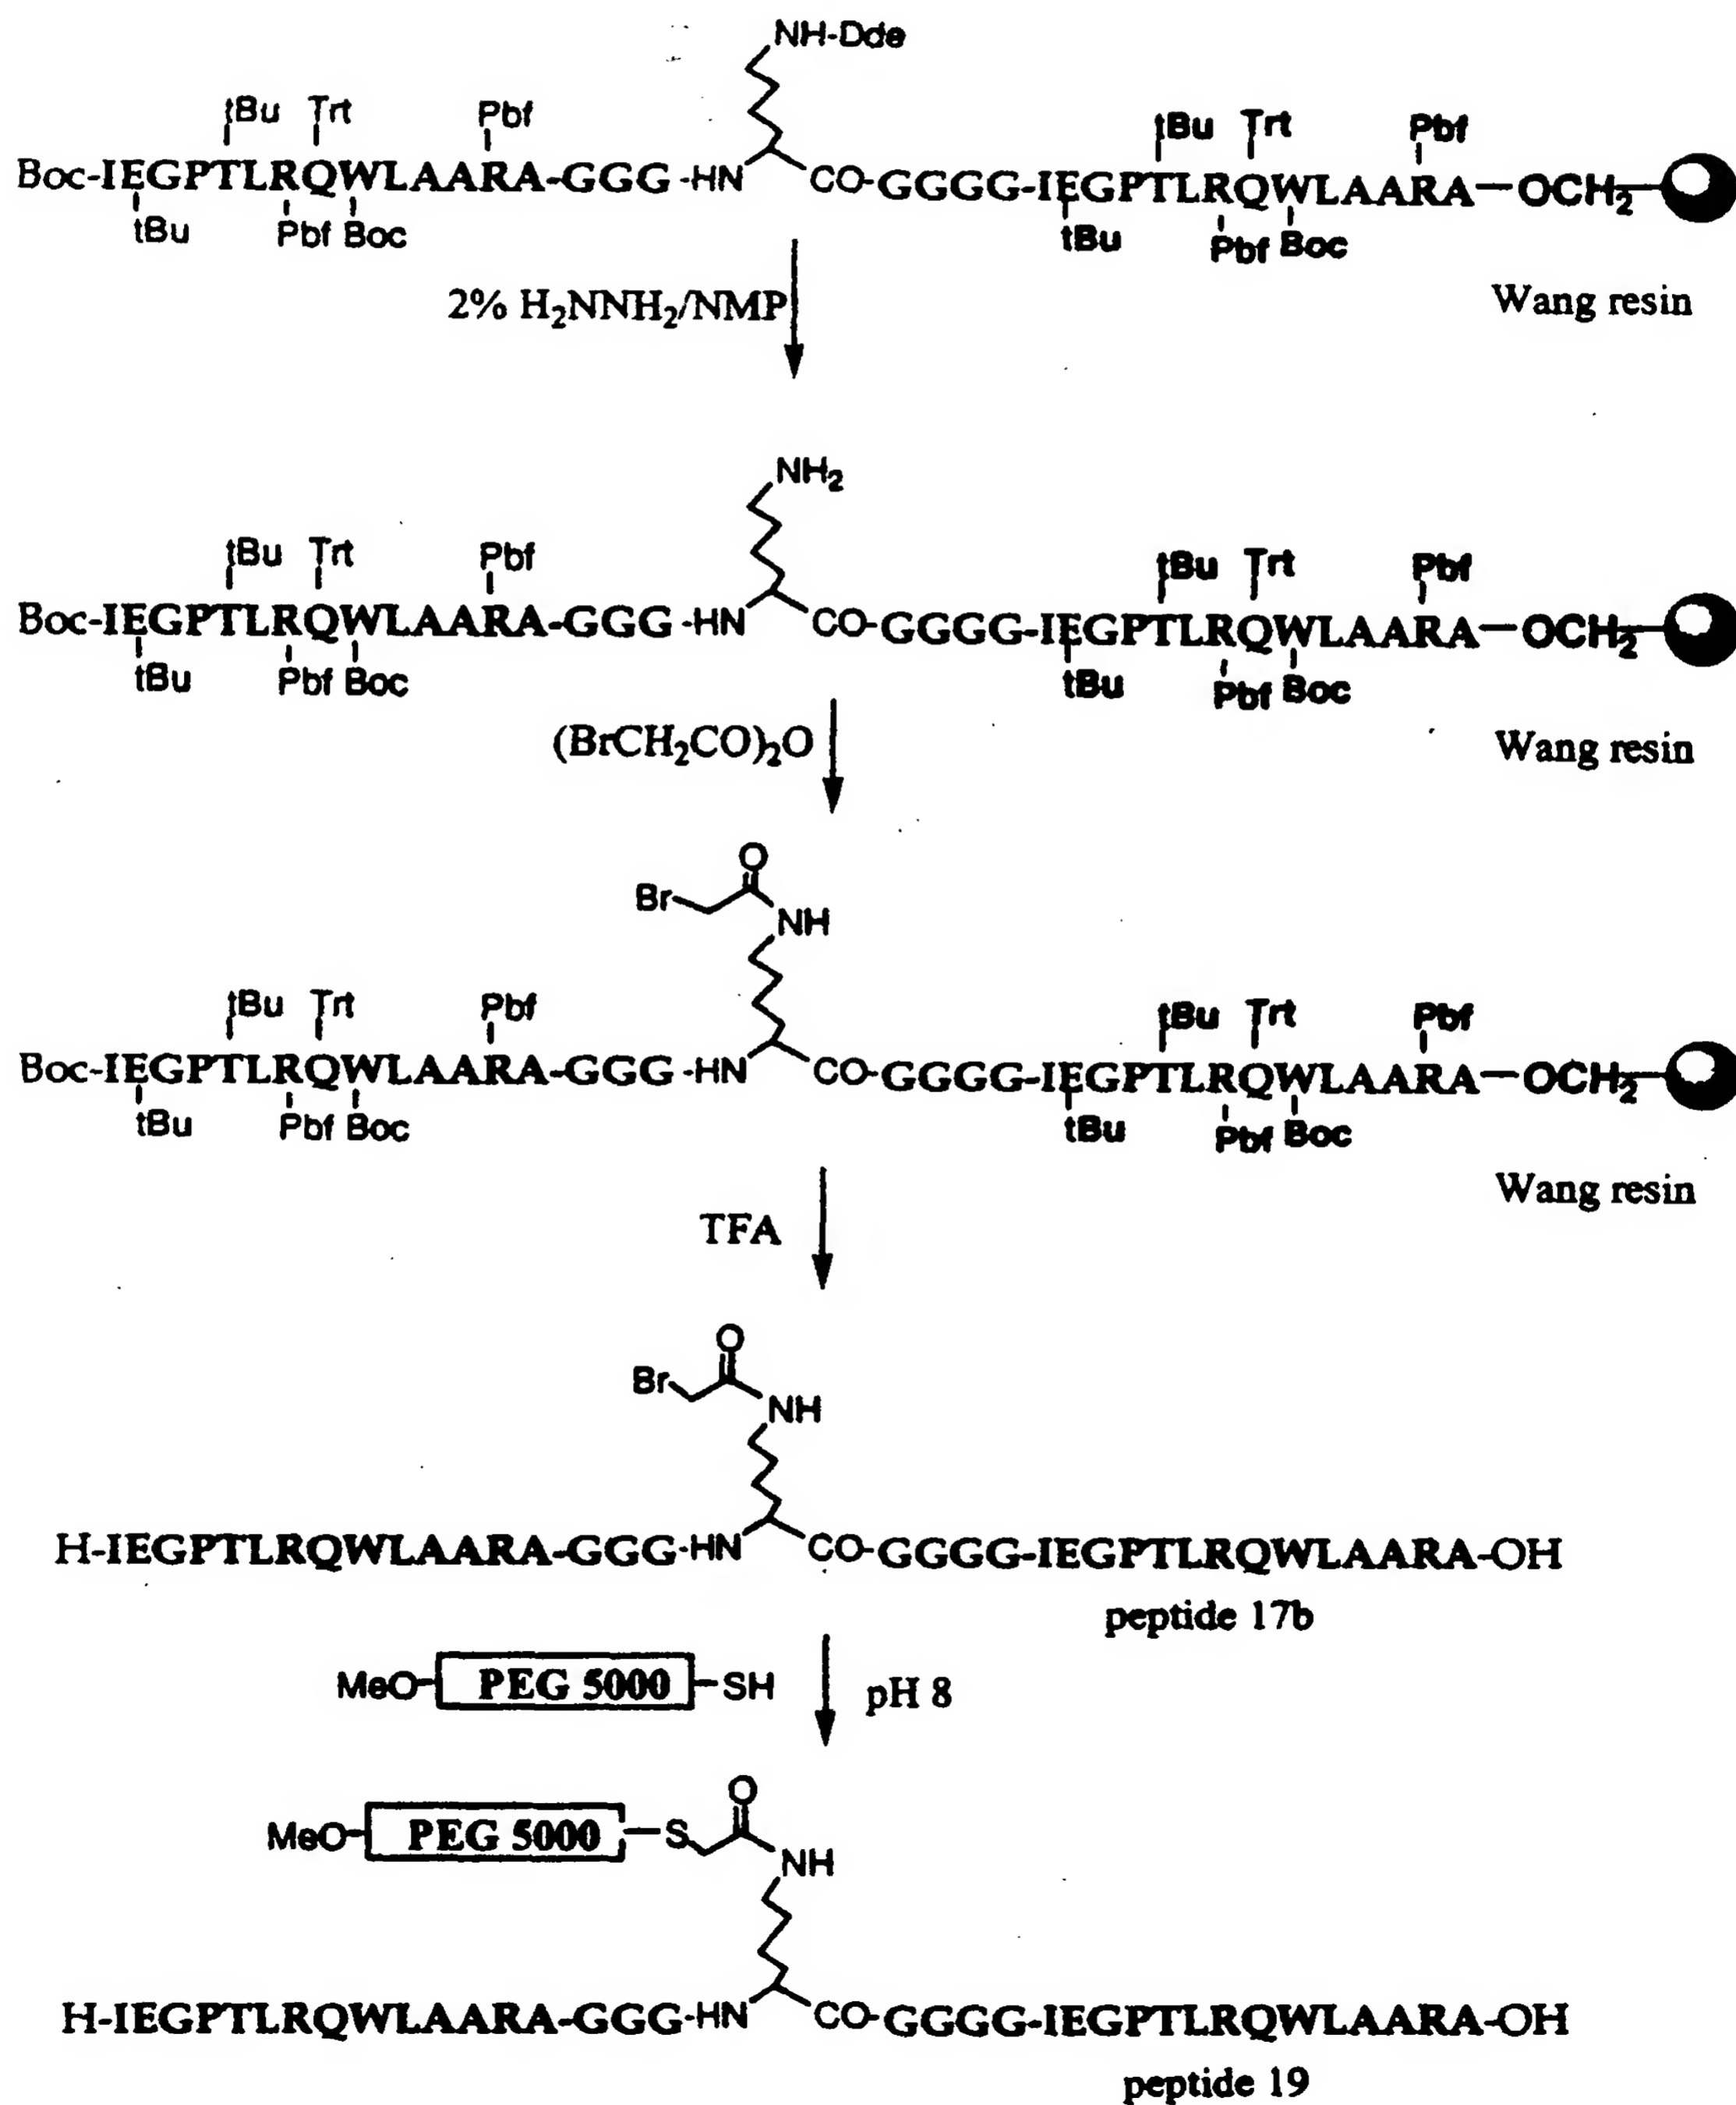 NH-Dde
tBu Trt Pbf tBu Trt Pbf
Boc-IEGPTLRQWLAARA-GGG-HN CO-GGGG-IEGPTLRQWLAARA-OCH2
tBu Pbf Boc tBu Pbf Boc
2% H2NNH2/NMP Wang resin
NH2
tBu Trt Pbf tBu Trt Pbf
Boc-IEGPTLRQWLAARA-GGG-HN CO-GGGG-IEGPTLRQWLAARA-OCH2
tBu Pbf Boc tBu Pbf Boc
(BrCH2CO)2O Wang resin
O
Br NH
tBu Trt Pbf tBu Trt Pbf
Boc-IEGPTLRQWLAARA-GGG-HN CO-GGGG-IEGPTLRQWLAARA-OCH2
tBu Pbf Boc tBu Pbf Boc
Wang resin
TFA
O
Br NH
H-IEGPTLRQWLAARA-GGG-HN CO-GGGG-IEGPTLRQWLAARA-OH
peptide 17b
MeO-PEG 5000-SH pH 8
O
MeO-PEG 5000-S NH
H-IEGPTLRQWLAARA-GGG-HN CO-GGGG-IEGPTLRQWLAARA-OH
peptide 19